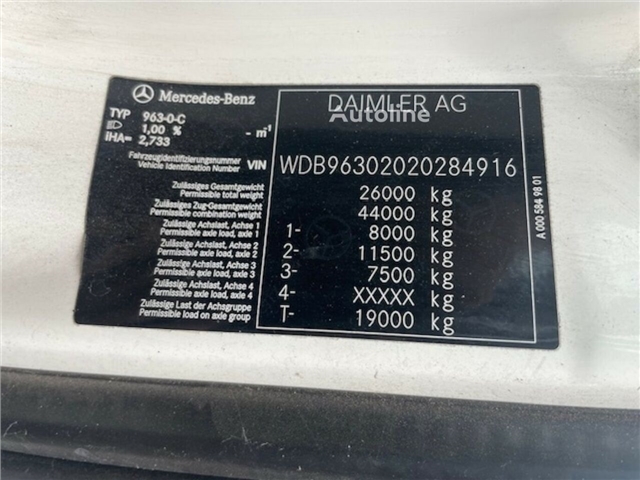 Mercedes-Benz
DAIMLER AG
Autoline
TYP 963-0-C
1,00 % - m⁻¹
iHA= 2,733
Fahrzeugidentifizierungsnummer
Vehicle Identification Number VIN WDB96302020284916
Zulässiges Gesamtgewicht
Permissible total weight 26000 kg
Zulässiges Zug-Gesamtgewicht
Permissible combination weight 44000 kg
Zulässige Achslast, Achse 1
Permissible axle load, axle 1 1- 8000 kg
Zulässige Achslast, Achse 2
Permissible axle load, axle 2 2- 11500 kg
Zulässige Achslast, Achse 3
Permissible axle load, axle 3 3- 7500 kg
Zulässige Achslast, Achse 4
Permissible axle load, axle 4 4- XXXXX kg
Zulässige Last der Achsgruppe
Permissible load on axle group T- 19000 kg
A 000 584 98 01